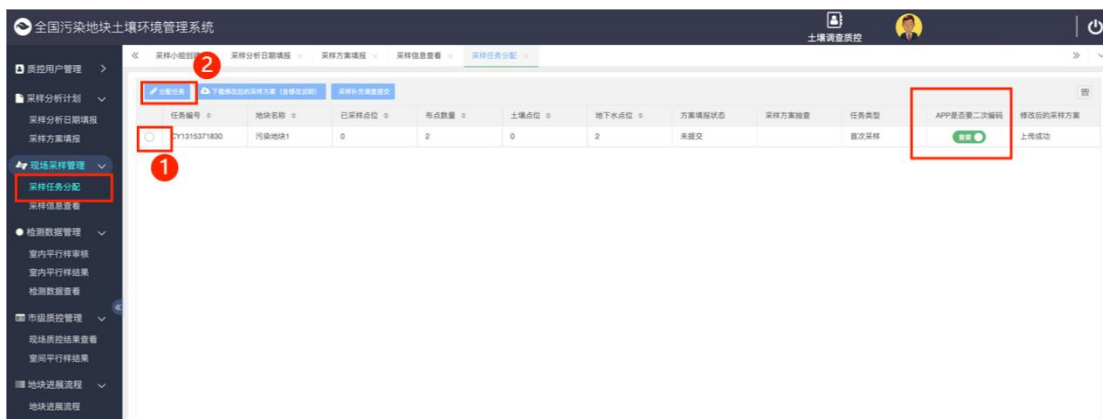 全国污染地块土壤环境管理系统
土壤调查质控
质控用户管理
采样分析计划
采样分析日期填报
采样方案填报
现场采样管理
采样任务分配
采样信息查看
检测数据管理
室内平行样审核
室内平行样结果
检测数据查看
市级质控管理
现场质控结果查看
室间平行样结果
地块进展流程
地块进展流程
采样小组创建 采样分析日期填报 × 采样方案填报 × 采样信息查看 × 采样任务分配 ×
2
分配任务 下载修改后的采样方案（含修改说明） 采样补充调查提交
任务编号 地块名称 已采样点位 布点数量 土壤点位 地下水点位 方案填报状态 采样方案抽查 任务类型 APP是否要二次编码 修改后的采样方案
CY1315371830 污染地块1 0 2 0 2 未提交 首次采样 需要 上传成功
1